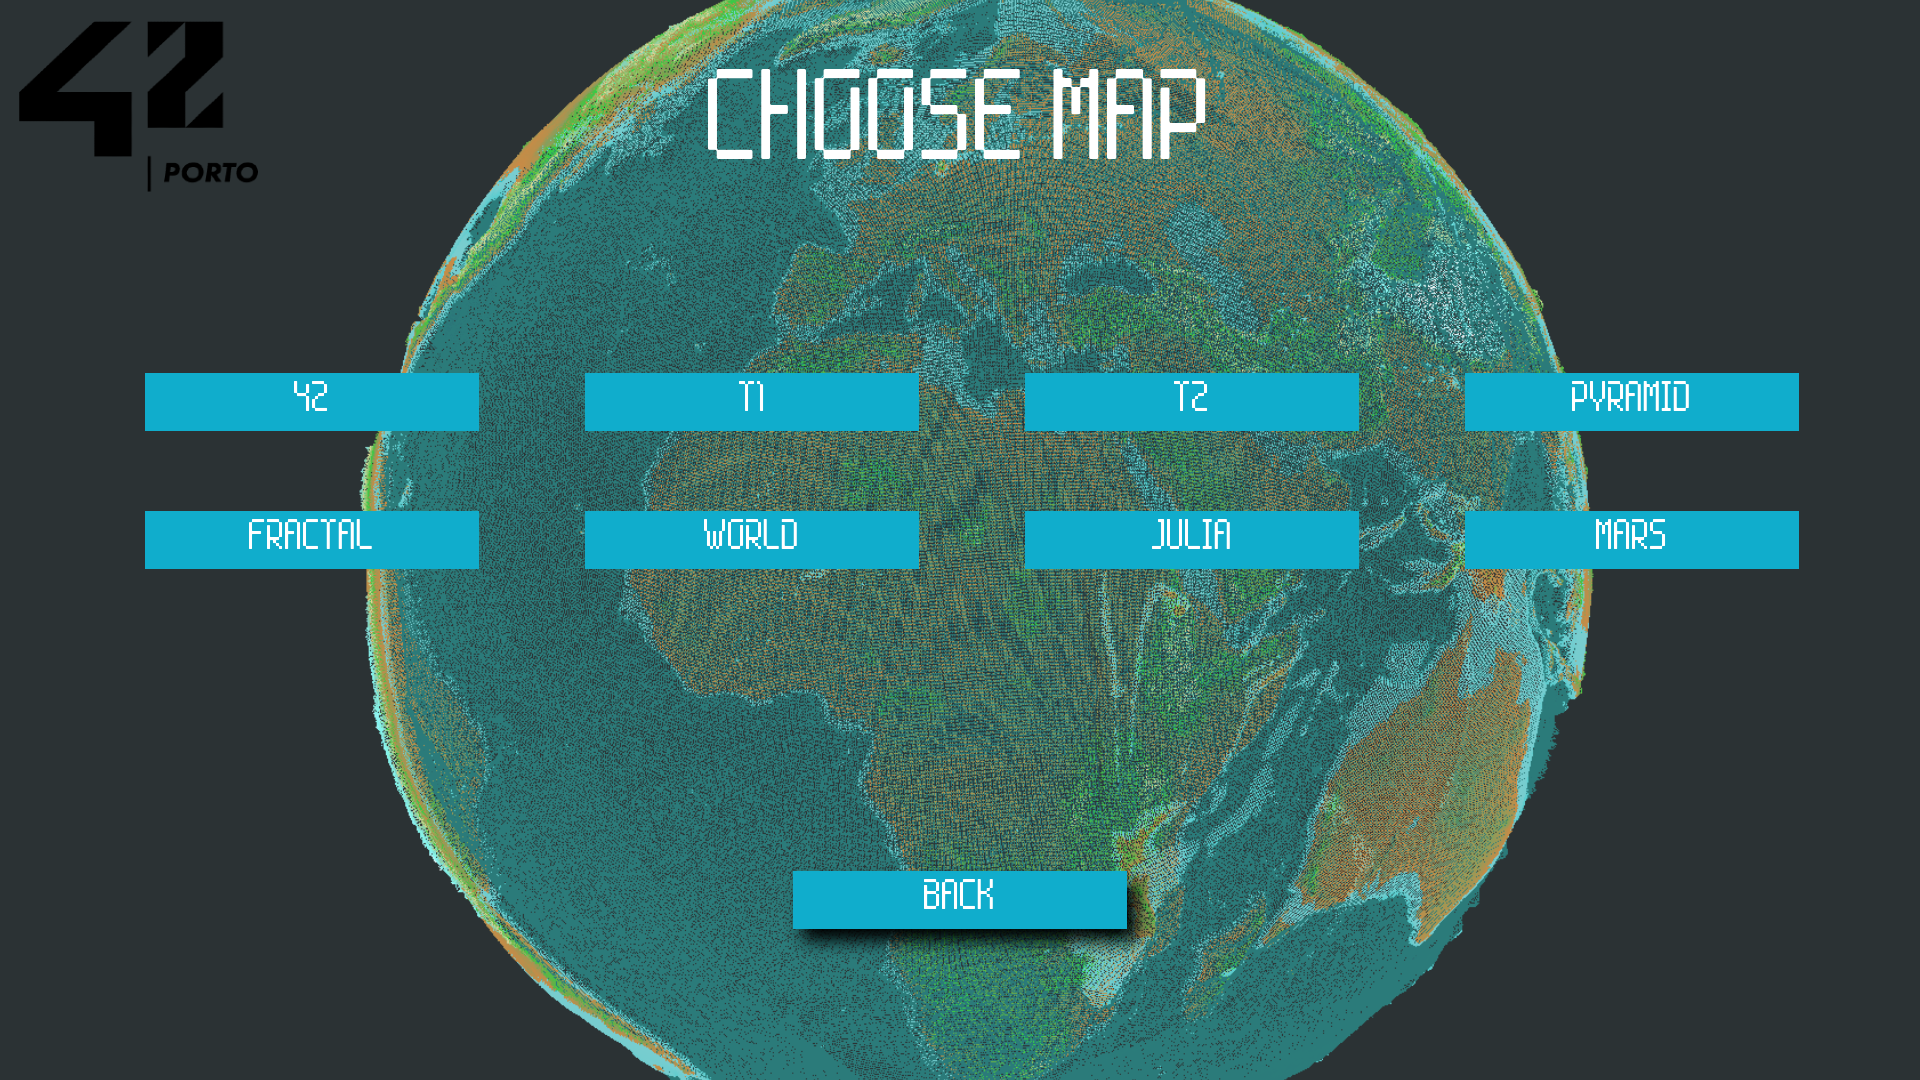 42
PORTO
CHOOSE MAP
42
T1
T2
PYRAMID
FRACTAL
WORLD
JULIA
MARS
BACK